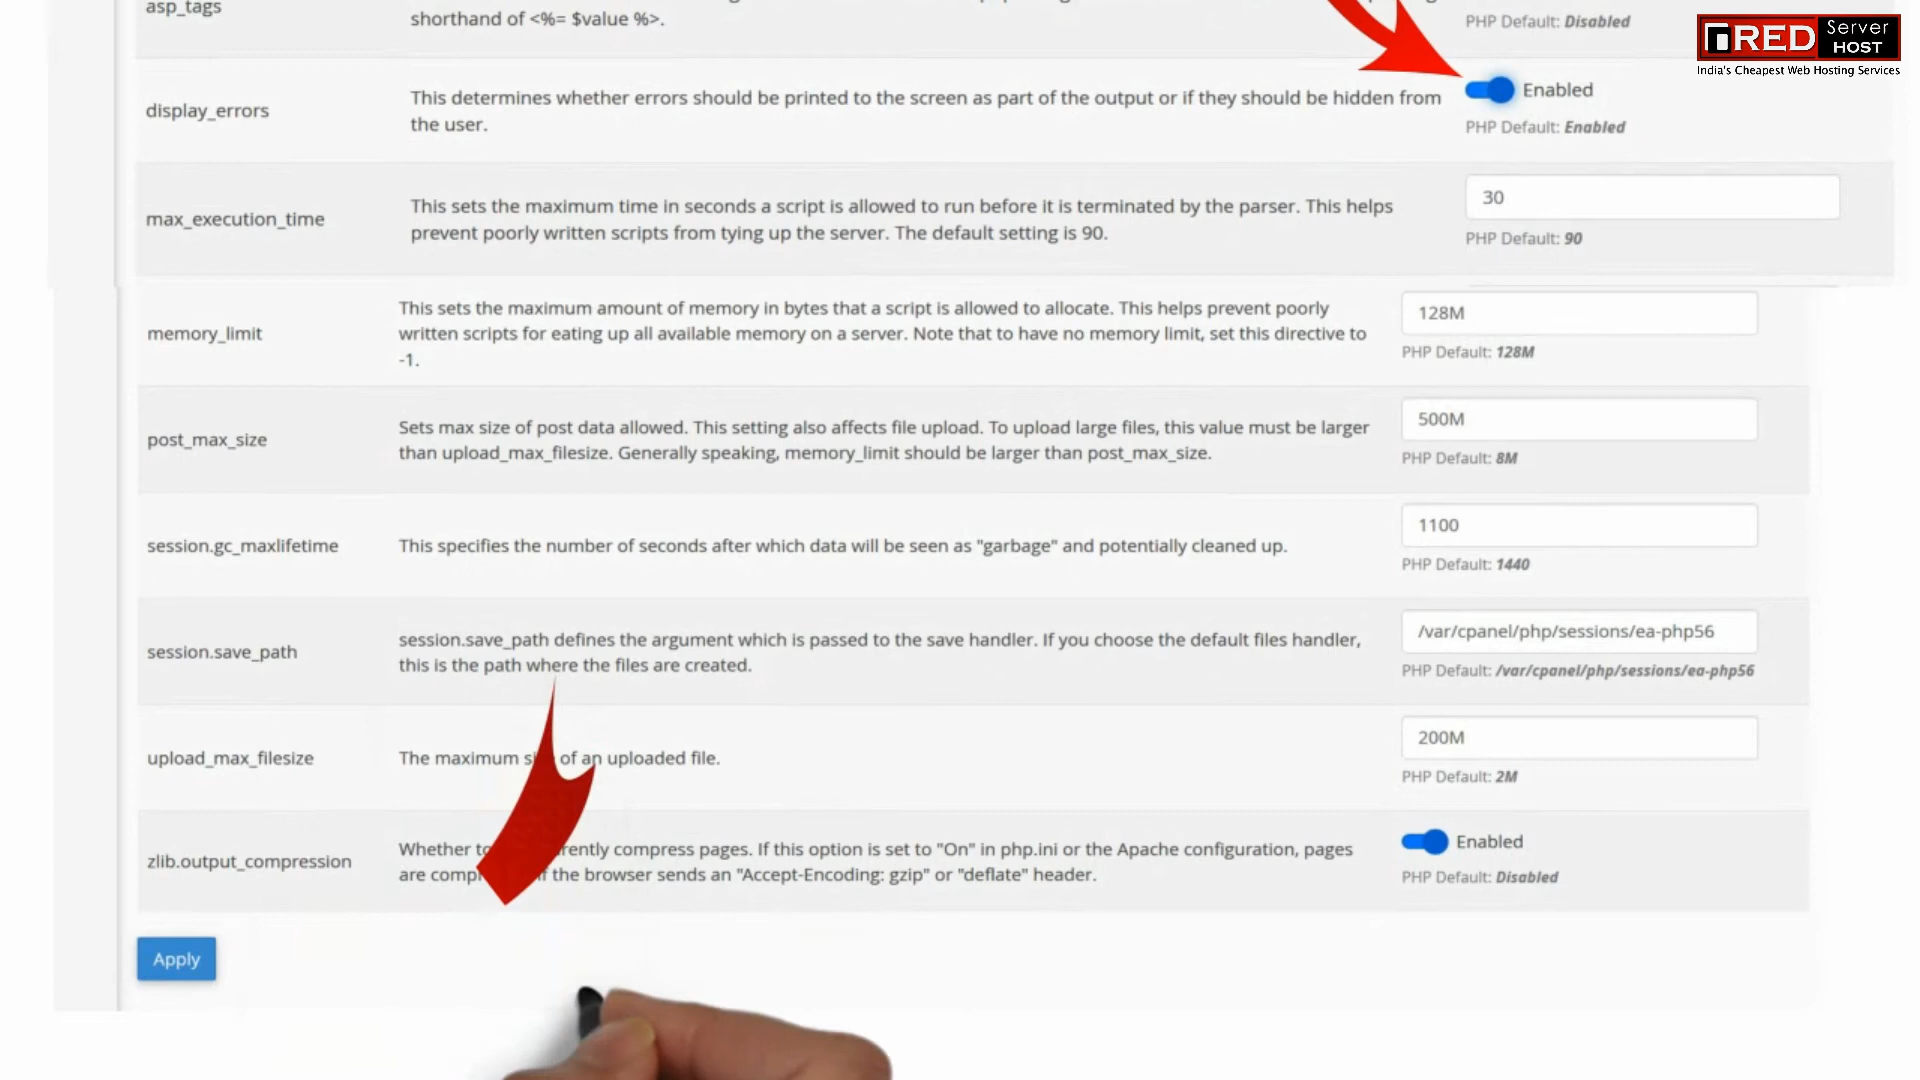 asp_tags
shorthand of <%= $value %>.
PHP Default: Disabled
RED Server HOST
India's Cheapest Web Hosting Services
display_errors
This determines whether errors should be printed to the screen as part of the output or if they should be hidden from
the user.
Enabled
PHP Default: Enabled
max_execution_time
This sets the maximum time in seconds a script is allowed to run before it is terminated by the parser. This helps
prevent poorly written scripts from tying up the server. The default setting is 90.
30
PHP Default: 90
memory_limit
This sets the maximum amount of memory in bytes that a script is allowed to allocate. This helps prevent poorly
written scripts for eating up all available memory on a server. Note that to have no memory limit, set this directive to
-1.
128M
PHP Default: 128M
post_max_size
Sets max size of post data allowed. This setting also affects file upload. To upload large files, this value must be larger
than upload_max_filesize. Generally speaking, memory_limit should be larger than post_max_size.
500M
PHP Default: 8M
session.gc_maxlifetime
This specifies the number of seconds after which data will be seen as "garbage" and potentially cleaned up.
1100
PHP Default: 1440
session.save_path
session.save_path defines the argument which is passed to the save handler. If you choose the default files handler,
this is the path where the files are created.
/var/cpanel/php/sessions/ea-php56
PHP Default: /var/cpanel/php/sessions/ea-php56
upload_max_filesize
The maximum of an uploaded file.
200M
PHP Default: 2M
zlib.output_compression
Whether compress pages. If this option is set to "On" in php.ini or the Apache configuration, pages
are the browser sends an "Accept-Encoding: gzip" or "deflate" header.
Enabled
PHP Default: Disabled
Apply